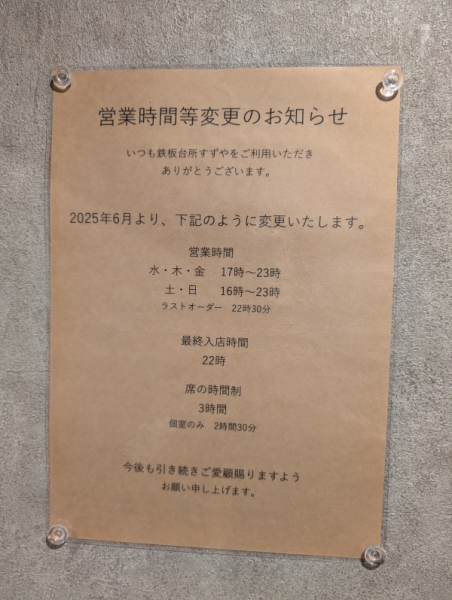 営業時間等変更のお知らせ
いつも鉄板台所すずやをご利用いただき
ありがとうございます。
2025年6月より、下記のように変更いたします。
営業時間
水・木・金　17時～23時
土・日　16時～23時
ラストオーダー　22時30分
最終入店時間
22時
席の時間制
3時間
個室のみ　2時間30分
今後も引き続きご愛顧賜りますよう
お願い申し上げます。